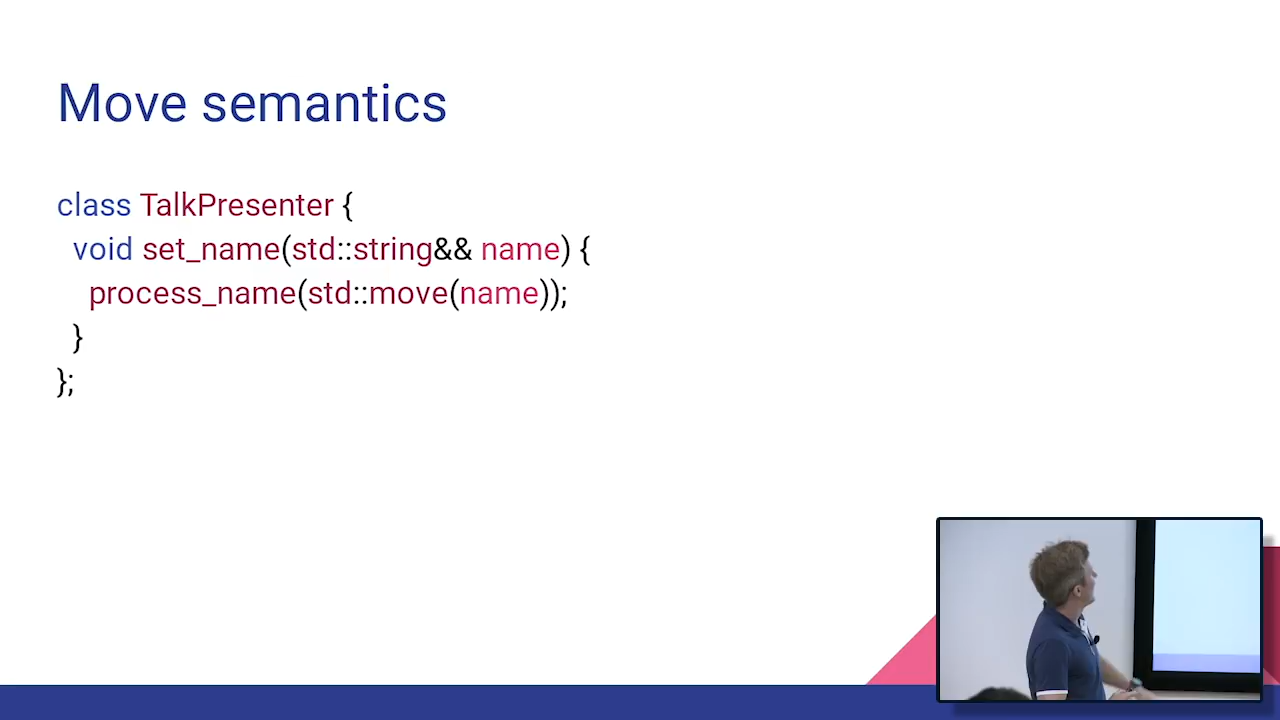 Move semantics
class TalkPresenter {
void set_name(std::string&& name) {
process_name(std::move(name));
}
};